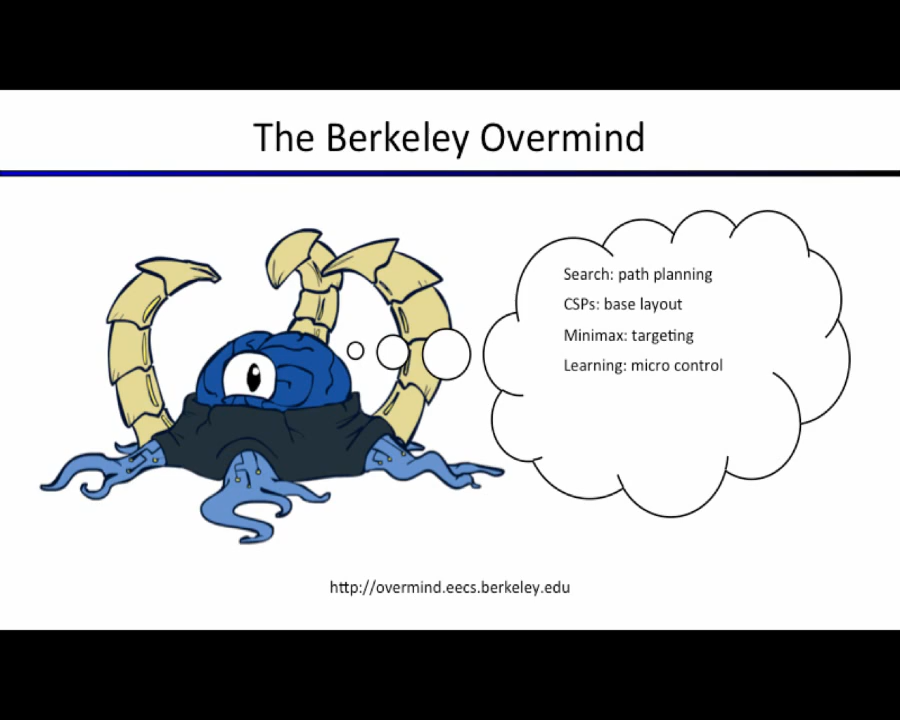 The Berkeley Overmind
Search: path planning
CSPs: base layout
Minimax: targeting
Learning: micro control
http://overmind.eecs.berkeley.edu